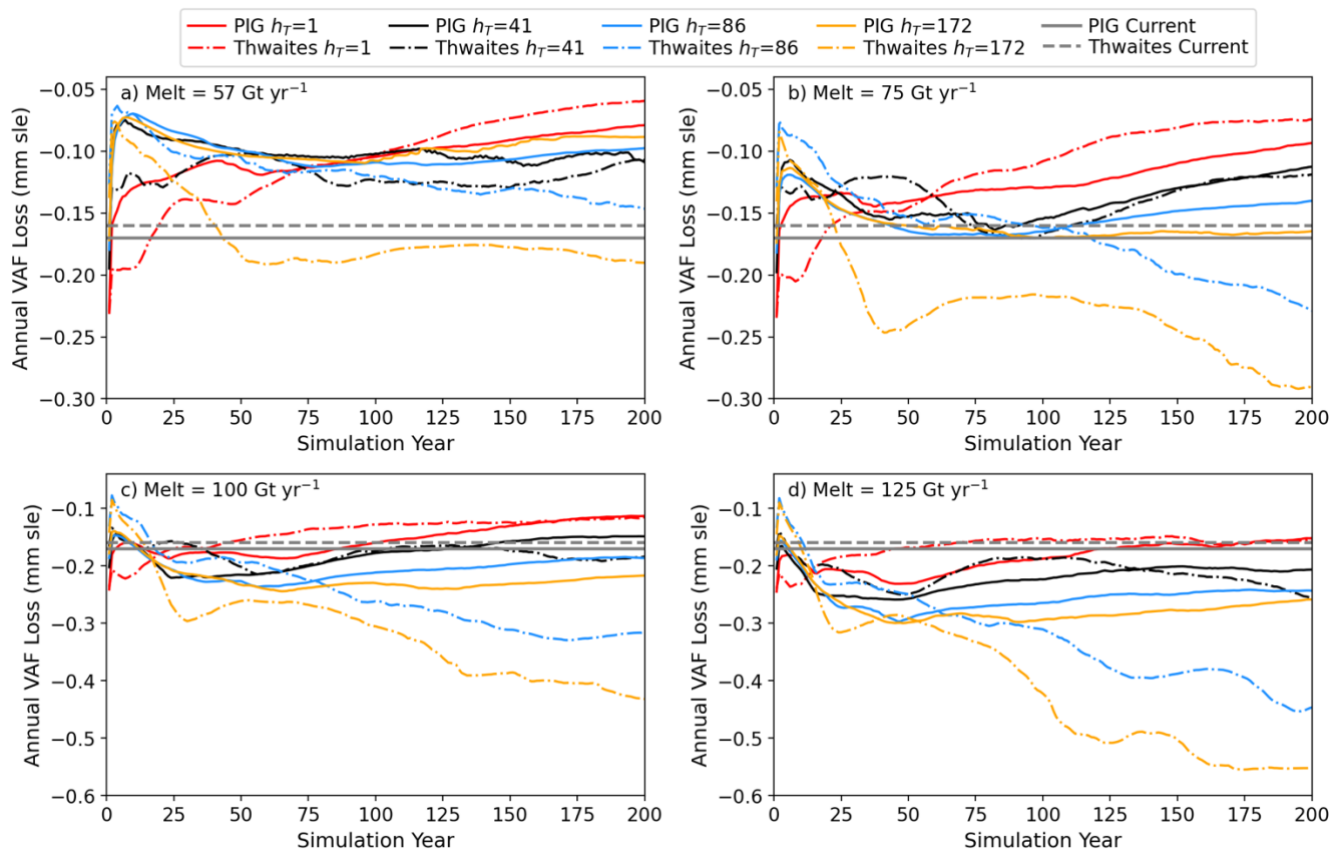 PIG h_T=1 PIG h_T=41 PIG h_T=86 PIG h_T=172 PIG Current
Thwaites h_T=1 Thwaites h_T=41 Thwaites h_T=86 Thwaites h_T=172 Thwaites Current
a) Melt = 57 Gt yr⁻¹
Annual VAF Loss (mm sle)
−0.05
−0.10
−0.15
−0.20
−0.25
−0.30
0 25 50 75 100 125 150 175 200
Simulation Year
b) Melt = 75 Gt yr⁻¹
Annual VAF Loss (mm sle)
−0.05
−0.10
−0.15
−0.20
−0.25
−0.30
0 25 50 75 100 125 150 175 200
Simulation Year
c) Melt = 100 Gt yr⁻¹
Annual VAF Loss (mm sle)
−0.1
−0.2
−0.3
−0.4
−0.5
−0.6
0 25 50 75 100 125 150 175 200
Simulation Year
d) Melt = 125 Gt yr⁻¹
Annual VAF Loss (mm sle)
−0.1
−0.2
−0.3
−0.4
−0.5
−0.6
0 25 50 75 100 125 150 175 200
Simulation Year